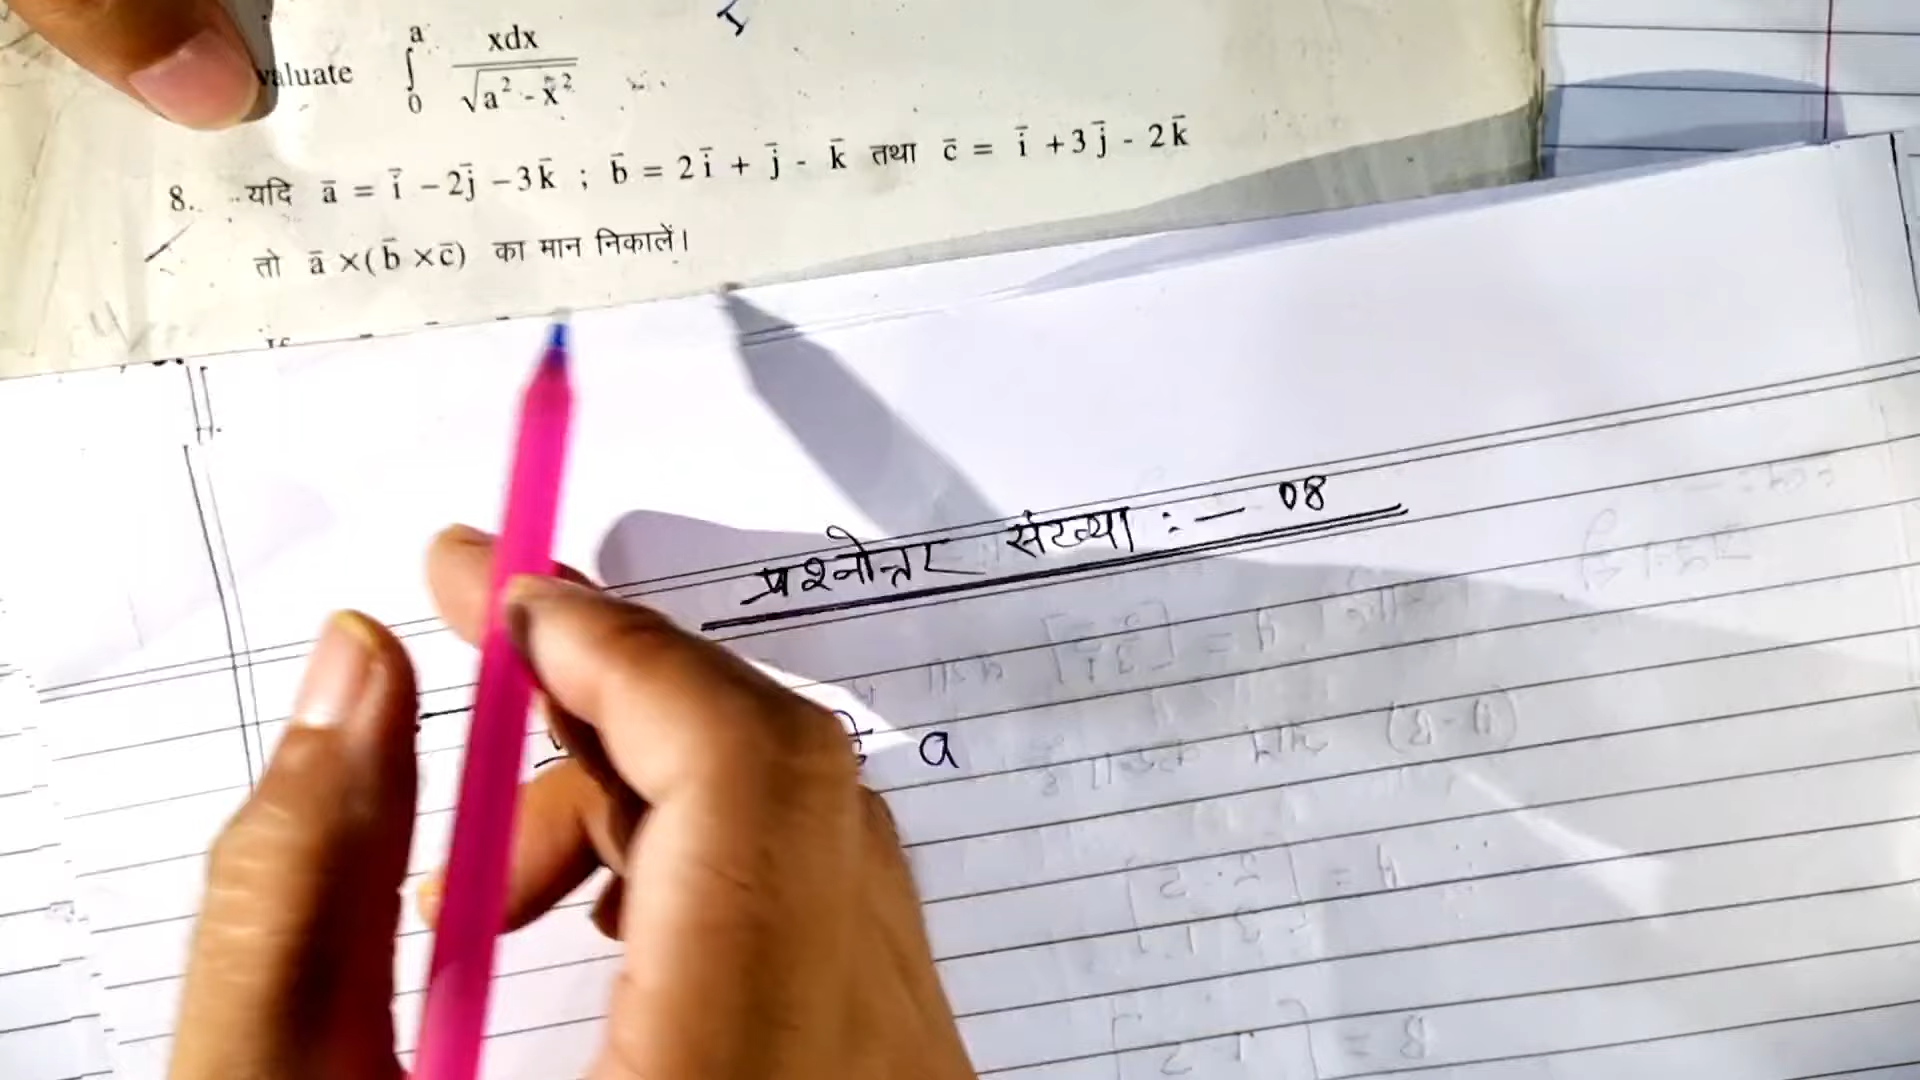 valuate ∫₀ᵃ xdx / √a² - x²
8. यदि ā = ī - 2j̄ - 3k̄ ; b̄ = 2ī + j̄ - k̄ तथा c̄ = ī + 3j̄ - 2k̄
तो ā × (b̄ × c̄) का मान निकालें।
प्रश्नोत्तर संख्या :— 08
a